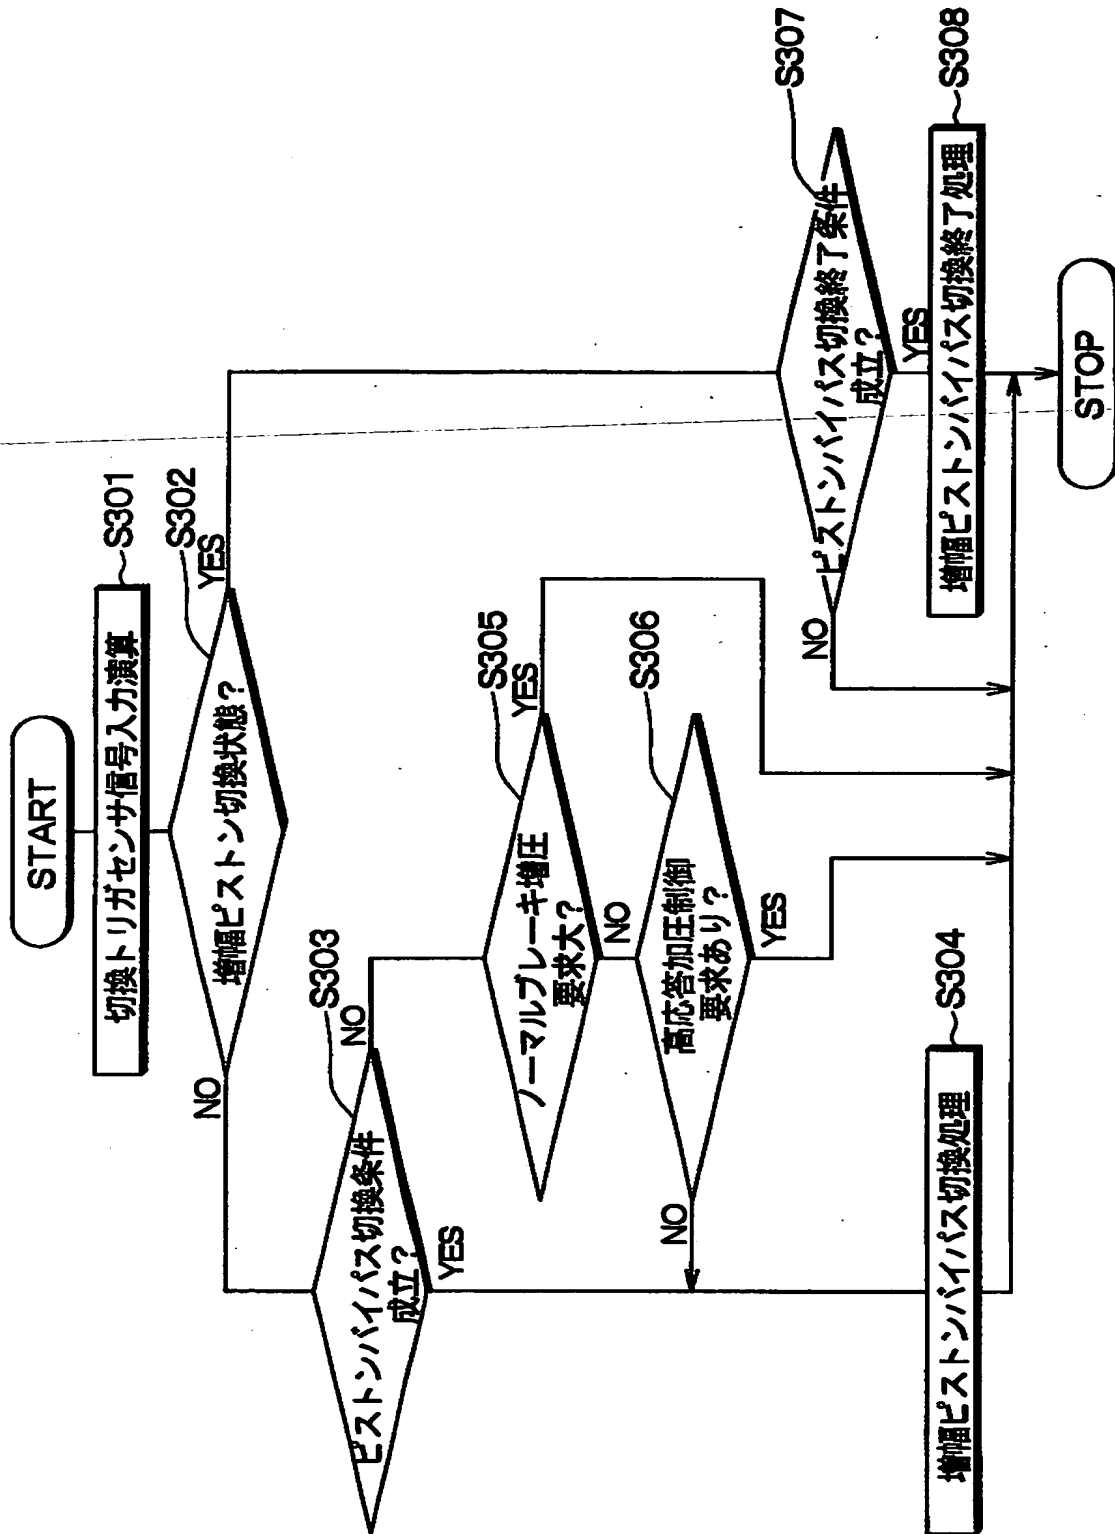 START
切換トリガセンサ信号入力演算
S301
増幅ピストン切換状態?
S302
NO
YES
ピストンバイパス切換条件
成立?
S303
NO
YES
ノーマルブレーキ増圧
要求大?
S305
YES
NO
高応答加圧制御
要求あり?
S306
NO
YES
増幅ピストンバイパス切換処理
S304
ピストンバイパス切換終了条件
成立?
S307
NO
YES
増幅ピストンバイパス切換終了処理
S308
STOP